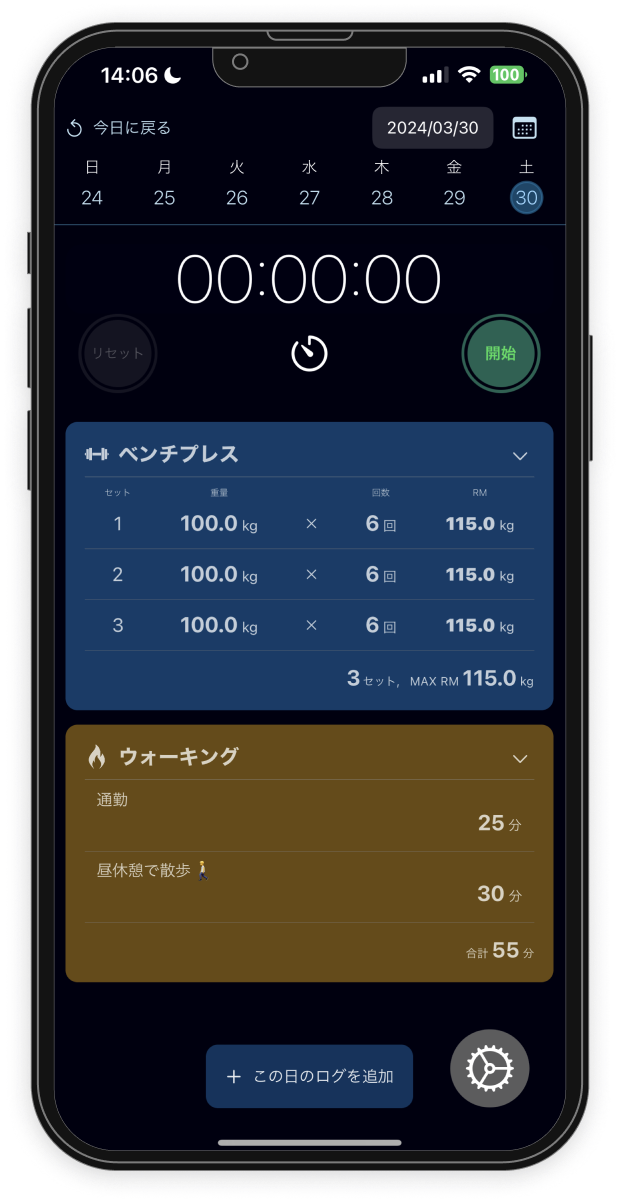 14:06 100
今日に戻る 2024/03/30
日 月 火 水 木 金 土
24 25 26 27 28 29 30
00:00:00
リセット 開始
ベンチプレス
セット 重量 回数 RM
1 100.0 kg × 6 回 115.0 kg
2 100.0 kg × 6 回 115.0 kg
3 100.0 kg × 6 回 115.0 kg
3 セット, MAX RM 115.0 kg
ウォーキング
通勤
25 分
昼休憩で散歩🚶
30 分
合計 55 分
+ この日のログを追加